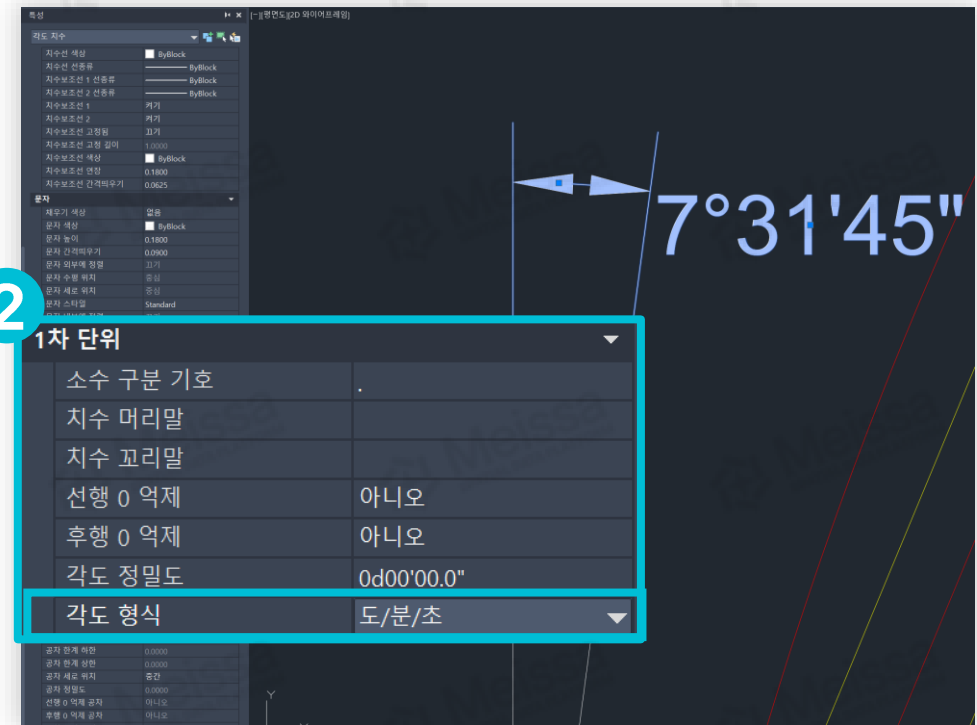 특성
[-][평면도][2D 와이어프레임]
각도 치수
치수선 색상 ByBlock
치수선 선종류 ByBlock
치수보조선 1 선종류 ByBlock
치수보조선 2 선종류 ByBlock
치수보조선 1 켜기
치수보조선 2 켜기
치수보조선 고정됨 끄기
치수보조선 고정 길이 1.0000
치수보조선 색상 ByBlock
치수보조선 연장 0.1800
치수보조선 간격띄우기 0.0625
문자
채우기 색상 없음
문자 색상 ByBlock
문자 높이 0.1800
문자 간격띄우기 0.0900
문자 외부에 정렬 끄기
문자 수평 위치 중심
문자 세로 위치 중심
문자 스타일 Standard
7°31'45"
2
1차 단위
소수 구분 기호 .
치수 머리말
치수 꼬리말
선행 0 억제 아니오
후행 0 억제 아니오
각도 정밀도 0d00'00.0"
각도 형식 도/분/초
공차 한계 하한 0.0000
공차 한계 상한 0.0000
공차 세로 위치 중간
공차 정밀도 0.0000
선행 0 억제 공차 아니오
후행 0 억제 공차 아니오
Y
Meissa